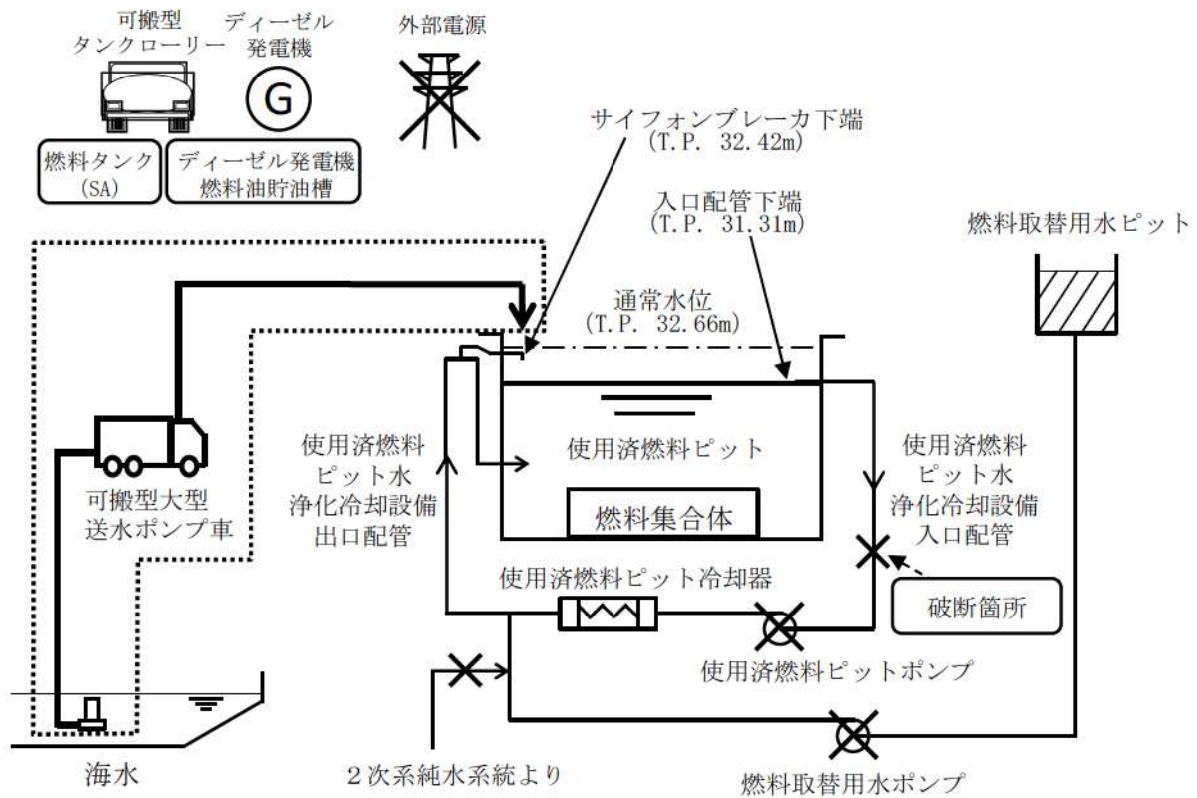 可搬型
タンクローリー
ディーゼル
発電機
外部電源
G
燃料タンク
(SA)
ディーゼル発電機
燃料油貯油槽
サイフォンブレーカ下端
(T.P. 32.42m)
入口配管下端
(T.P. 31.31m)
燃料取替用水ピット
通常水位
(T.P. 32.66m)
可搬型大型
送水ポンプ車
使用済燃料
ピット水
浄化冷却設備
出口配管
使用済燃料ピット
燃料集合体
使用済燃料
ピット水
浄化冷却設備
入口配管
使用済燃料ピット冷却器
破断箇所
使用済燃料ピットポンプ
海水
2次系純水系統より
燃料取替用水ポンプ